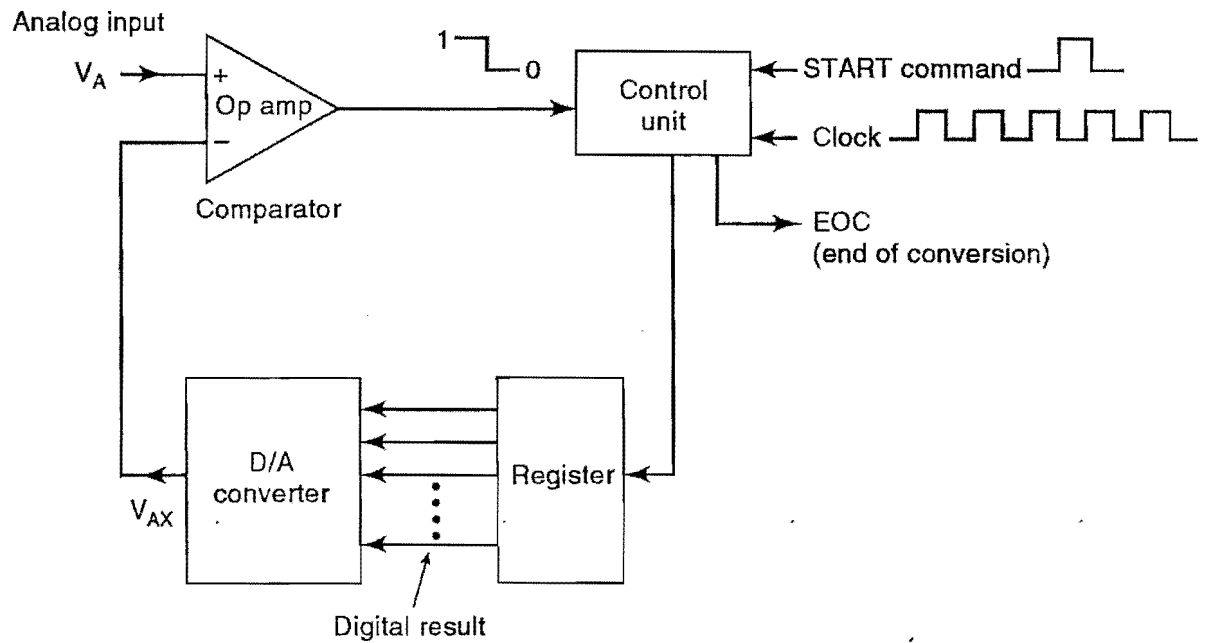 Analog input
V_A
+
Op amp
−
Comparator
1
0
Control
unit
START command
Clock
EOC
(end of conversion)
D/A
converter
V_AX
Register
Digital result